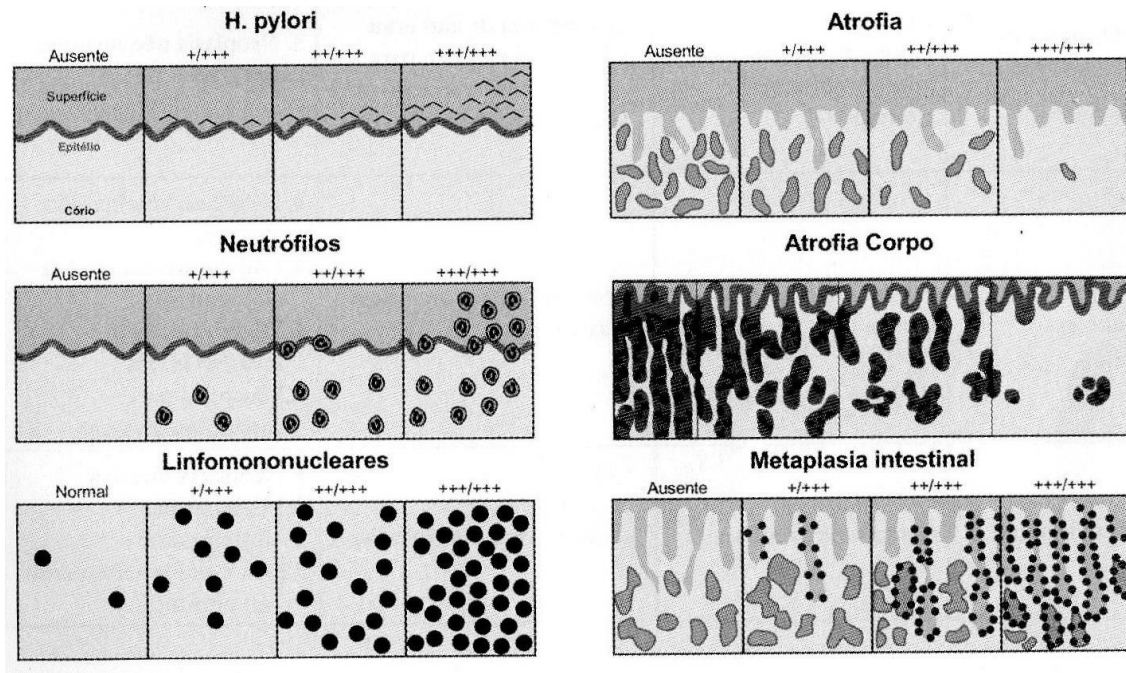 H. pylori
Ausente +/+++ ++/+++ +++/+++
Superfície
Epitélio
Cório
Neutrófilos
Ausente +/+++ ++/+++ +++/+++
Linfomononucleares
Normal +/+++ ++/+++ +++/+++
Atrofia
Ausente +/+++ ++/+++ +++/+++
Atrofia Corpo
Metaplasia intestinal
Ausente +/+++ ++/+++ +++/+++